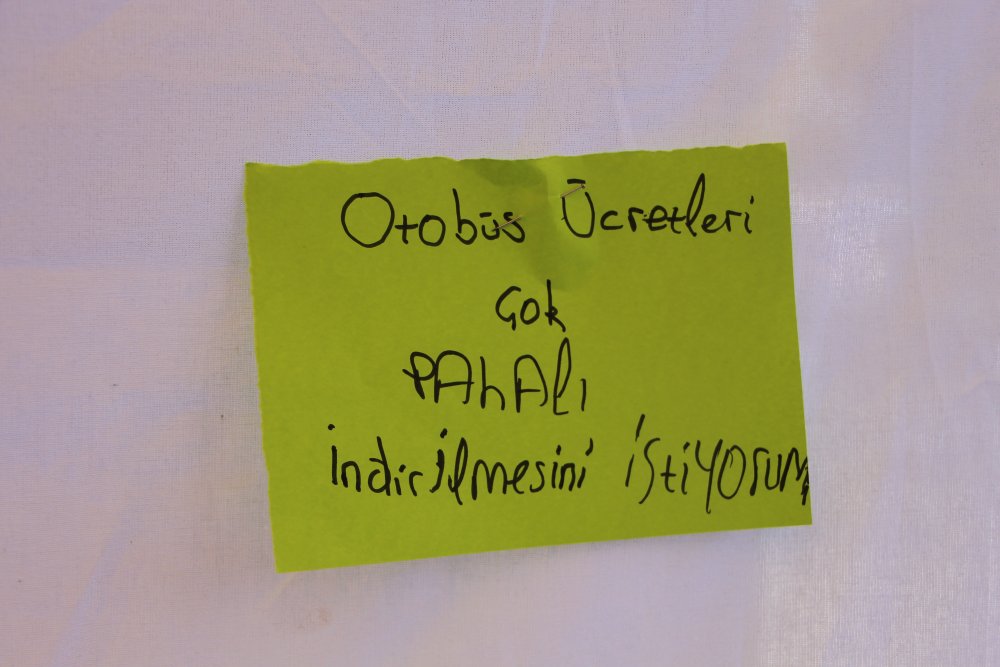 Otobüs Ücretleri
Çok
PAhAlı
İndirilmesini İstiYorum